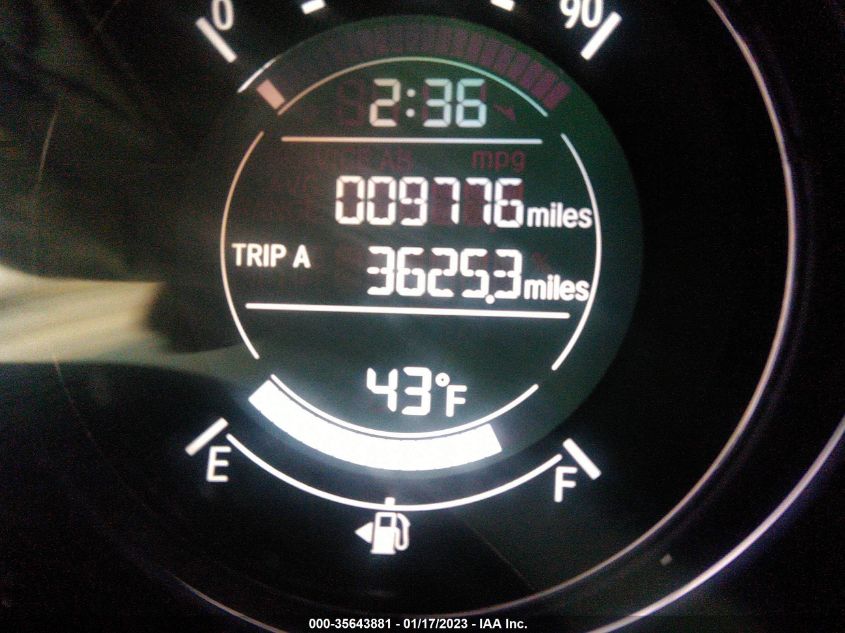 0 90
2:36
mpg
009776 miles
TRIP A 3625.3 miles
43°F
E F
000-35643881 - 01/17/2023 - IAA Inc.